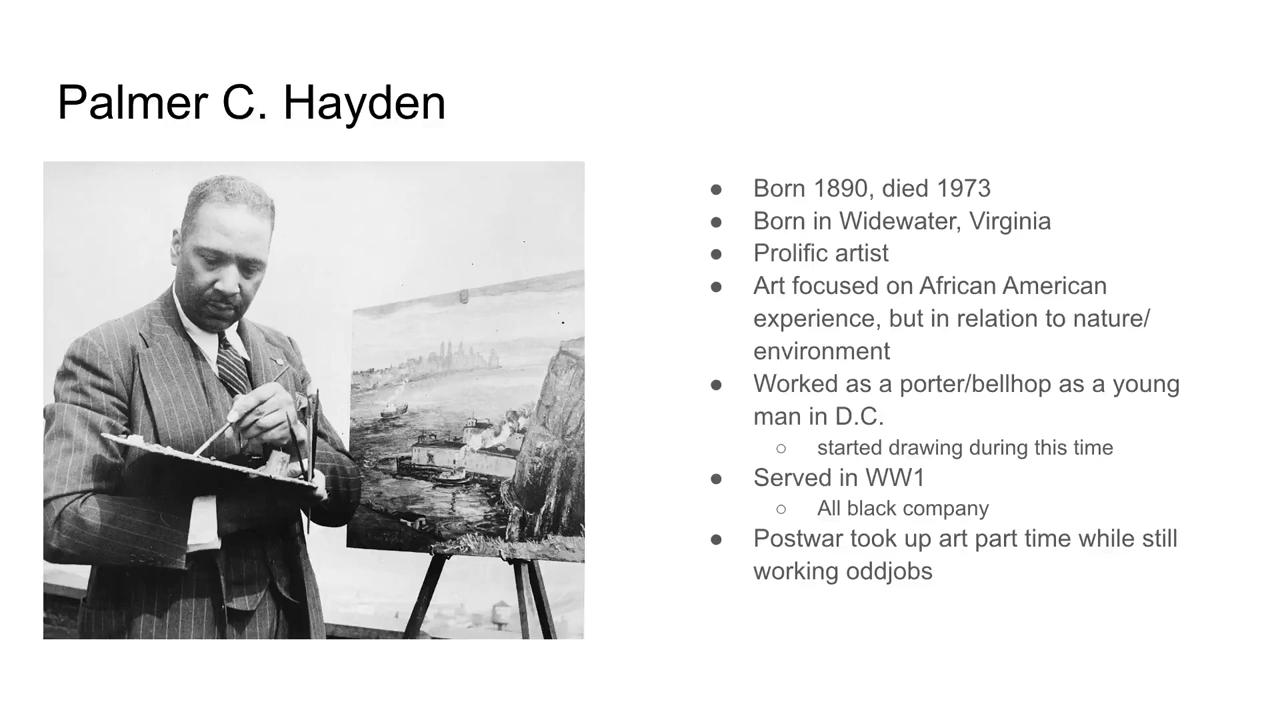 Palmer C. Hayden
● Born 1890, died 1973
● Born in Widewater, Virginia
● Prolific artist
● Art focused on African American
experience, but in relation to nature/
environment
● Worked as a porter/bellhop as a young
man in D.C.
○ started drawing during this time
● Served in WW1
○ All black company
● Postwar took up art part time while still
working oddjobs